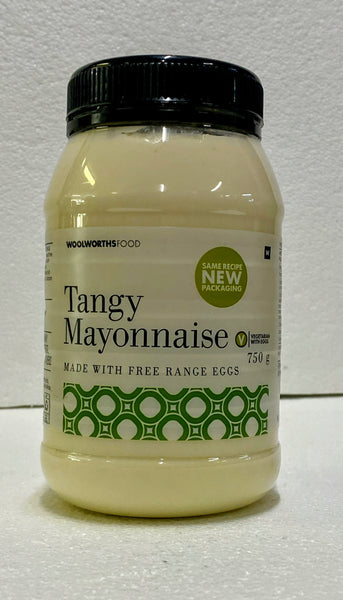 WOOLWORTHSFOOD
W
SAME RECIPE
NEW
PACKAGING
Tangy
Mayonnaise
V
VEGETARIAN
WITH EGGS
750 g
MADE WITH FREE RANGE EGGS